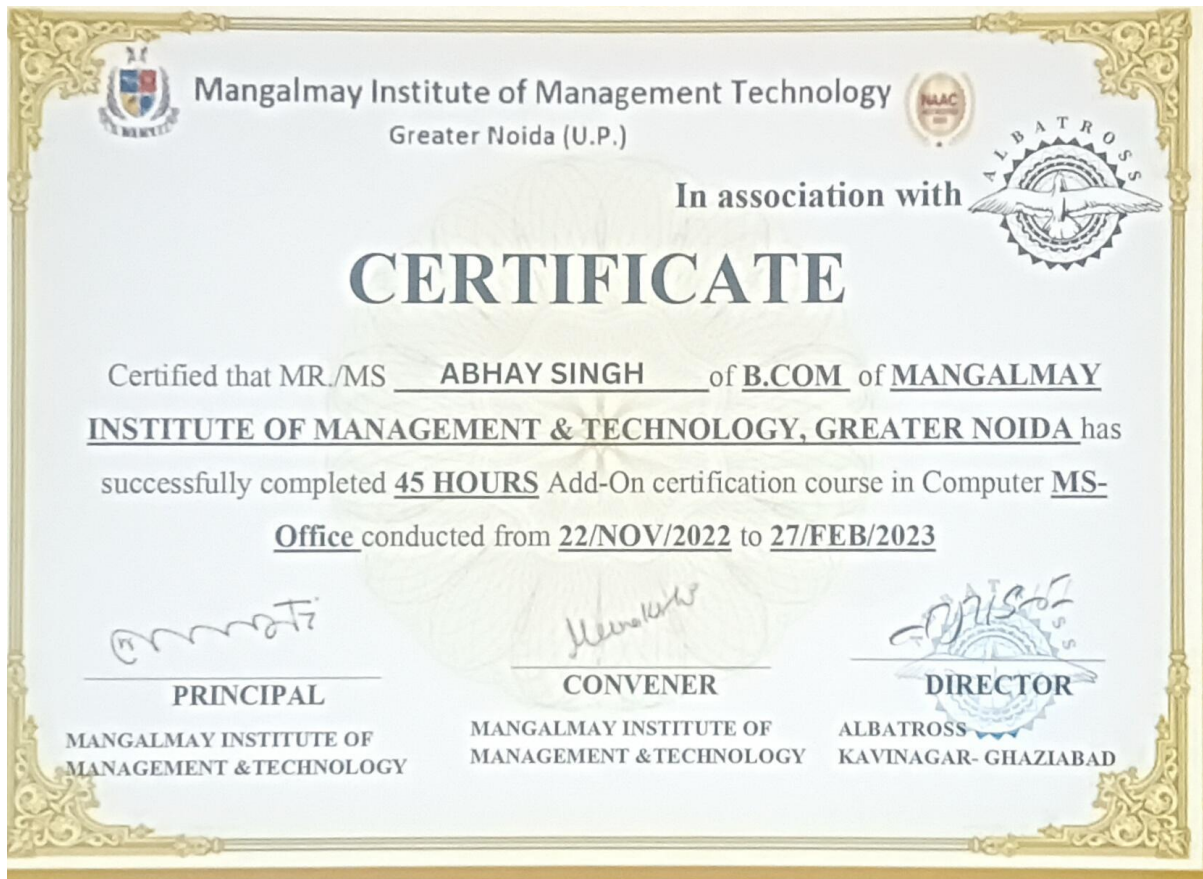 Mangalmay Institute of Management Technology
Greater Noida (U.P.)
NAAC
ALBATROSS
In association with
CERTIFICATE
Certified that MR./MS ABHAY SINGH of B.COM of MANGALMAY
INSTITUTE OF MANAGEMENT & TECHNOLOGY, GREATER NOIDA has
successfully completed 45 HOURS Add-On certification course in Computer MS-
Office conducted from 22/NOV/2022 to 27/FEB/2023
PRINCIPAL
MANGALMAY INSTITUTE OF
MANAGEMENT &TECHNOLOGY
CONVENER
MANGALMAY INSTITUTE OF
MANAGEMENT &TECHNOLOGY
DIRECTOR
ALBATROSS
KAVINAGAR- GHAZIABAD